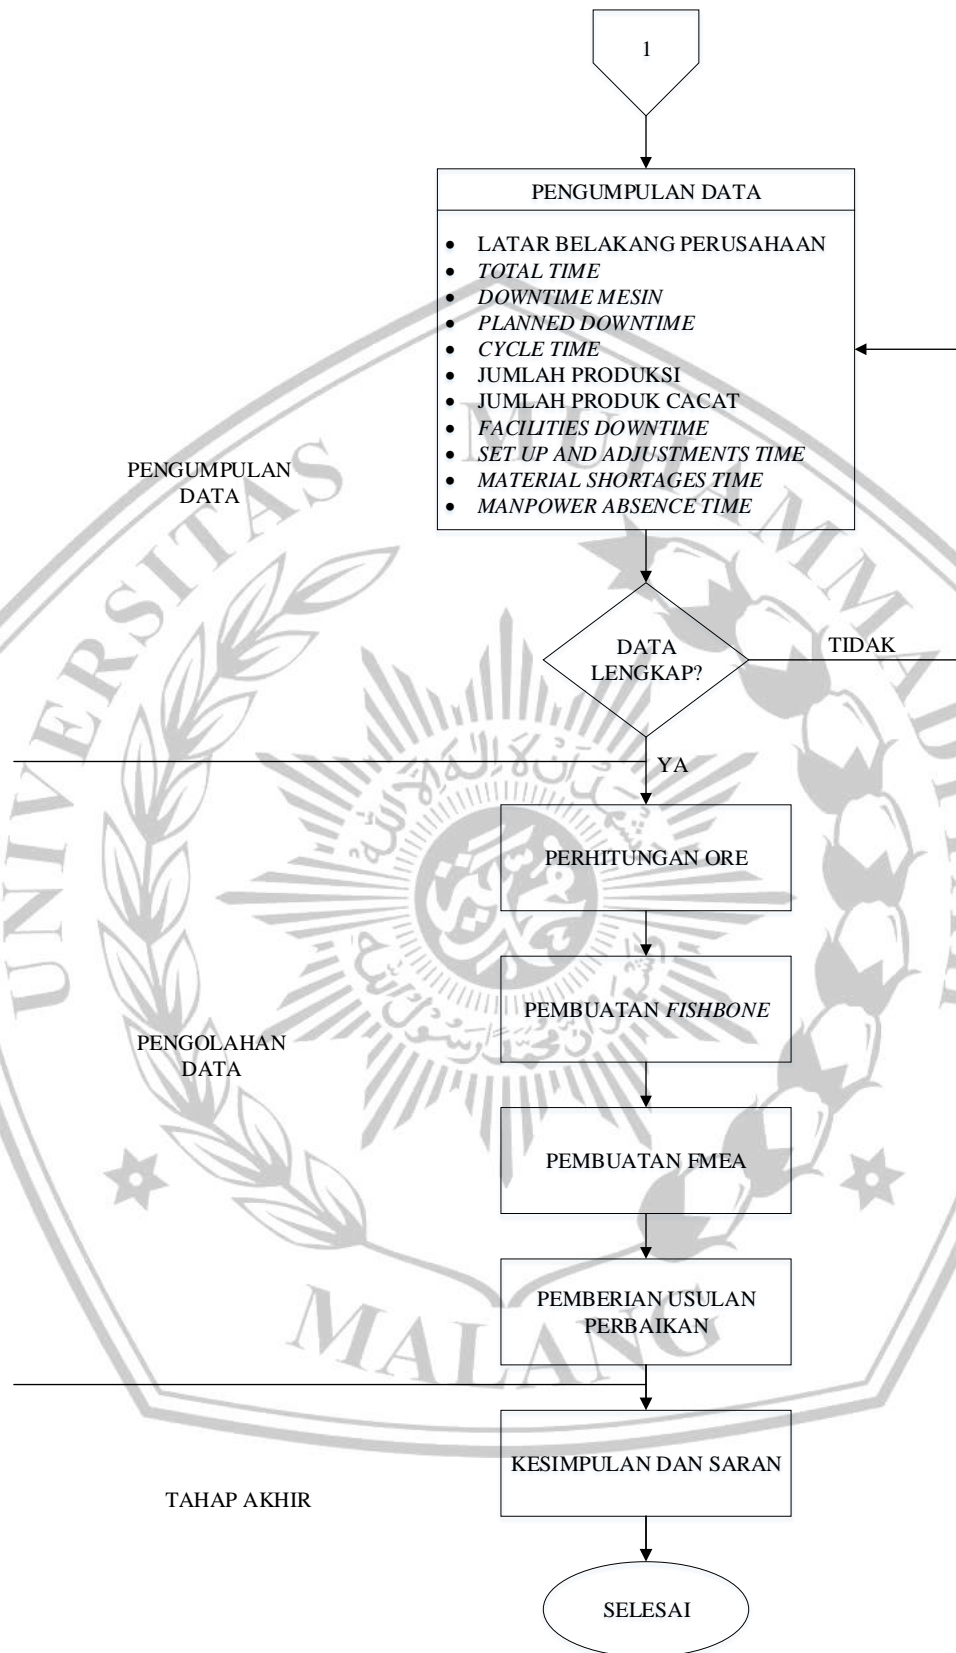 1
PENGUMPULAN DATA
• LATAR BELAKANG PERUSAHAAN
• TOTAL TIME
• DOWNTIME MESIN
• PLANNED DOWNTIME
• CYCLE TIME
• JUMLAH PRODUKSI
• JUMLAH PRODUK CACAT
• FACILITIES DOWNTIME
• SET UP AND ADJUSTMENTS TIME
• MATERIAL SHORTAGES TIME
• MANPOWER ABSENCE TIME
PENGUMPULAN
DATA
DATA
LENGKAP?
TIDAK
YA
PERHITUNGAN ORE
PEMBUATAN FISHBONE
PENGOLAHAN
DATA
PEMBUATAN FMEA
PEMBERIAN USULAN
PERBAIKAN
KESIMPULAN DAN SARAN
TAHAP AKHIR
SELESAI
UNIVERSITAS
MALANG